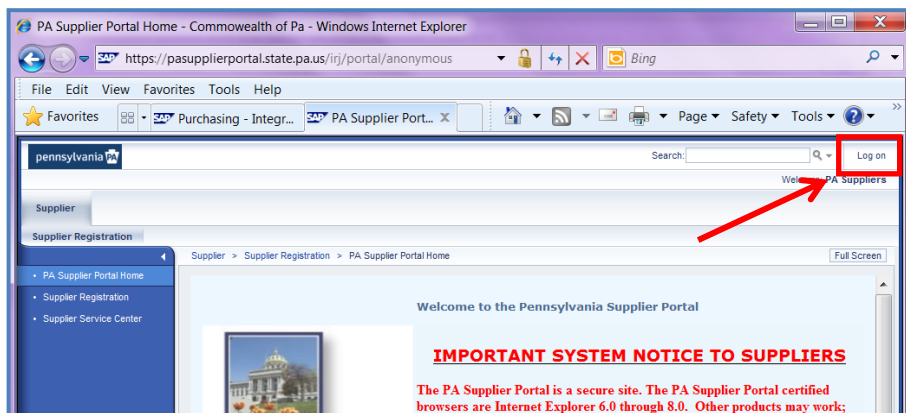 PA Supplier Portal Home - Commowealth of Pa - Windows Internet Explorer
SAP https://pasupplierportal.state.pa.us/irj/portal/anonymous Bing
File Edit View Favorites Tools Help
Favorites SAP Purchasing - Integr... SAP PA Supplier Port... X Page Safety Tools
pennsylvania PA Search: Log on
PA Suppliers
Supplier
Supplier Registration
Supplier > Supplier Registration > PA Supplier Portal Home Full Screen
PA Supplier Portal Home
Supplier Registration
Supplier Service Center
Welcome to the Pennsylvania Supplier Portal
IMPORTANT SYSTEM NOTICE TO SUPPLIERS
The PA Supplier Portal is a secure site. The PA Supplier Portal certified
browsers are Internet Explorer 6.0 through 8.0. Other products may work;